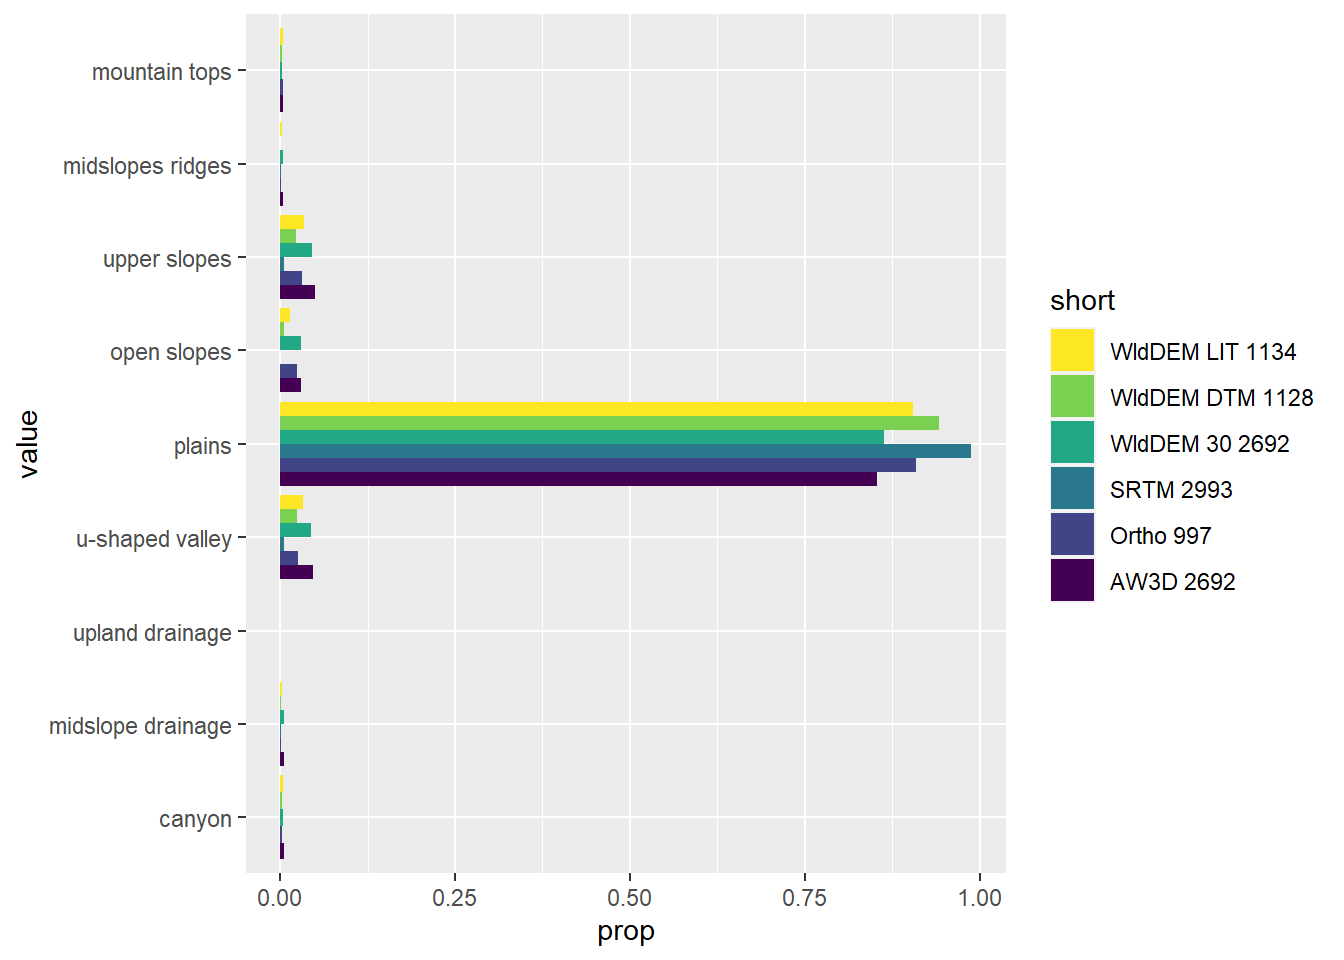 mountain tops
midslopes ridges
upper slopes
open slopes
plains
u-shaped valley
upland drainage
midslope drainage
canyon
value
0.00 0.25 0.50 0.75 1.00
prop
short
WldDEM LIT 1134
WldDEM DTM 1128
WldDEM 30 2692
SRTM 2993
Ortho 997
AW3D 2692